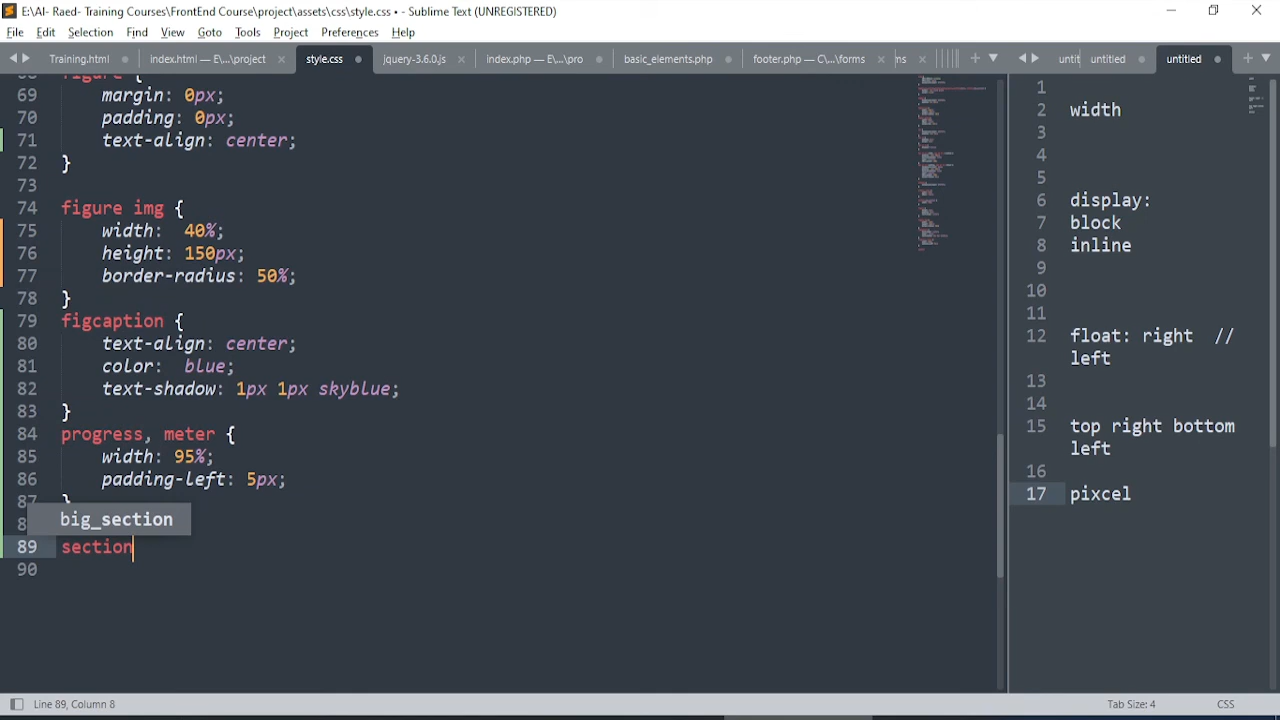 E:\AI- Raed- Training Courses\FrontEnd Course\project\assets\css\style.css • - Sublime Text (UNREGISTERED)
File Edit Selection Find View Goto Tools Project Preferences Help
Training.html index.html — E\...\project style.css jquery-3.6.0.js index.php — E\...\pro basic_elements.php footer.php — C\...\forms ns untit untitled untitled
68 figure {
69 margin: 0px;
70 padding: 0px;
71 text-align: center;
72 }
73
74 figure img {
75 width:  40%;
76 height: 150px;
77 border-radius: 50%;
78 }
79 figcaption {
80 text-align: center;
81 color:  blue;
82 text-shadow: 1px 1px skyblue;
83 }
84 progress, meter {
85 width: 95%;
86 padding-left: 5px;
87 }
8 big_section
89 section
90
1
2 width
3
4
5
6 display:
7 block
8 inline
9
10
11
12 float: right  //
left
13
14
15 top right bottom
left
16
17 pixcel
Line 89, Column 8 Tab Size: 4 CSS